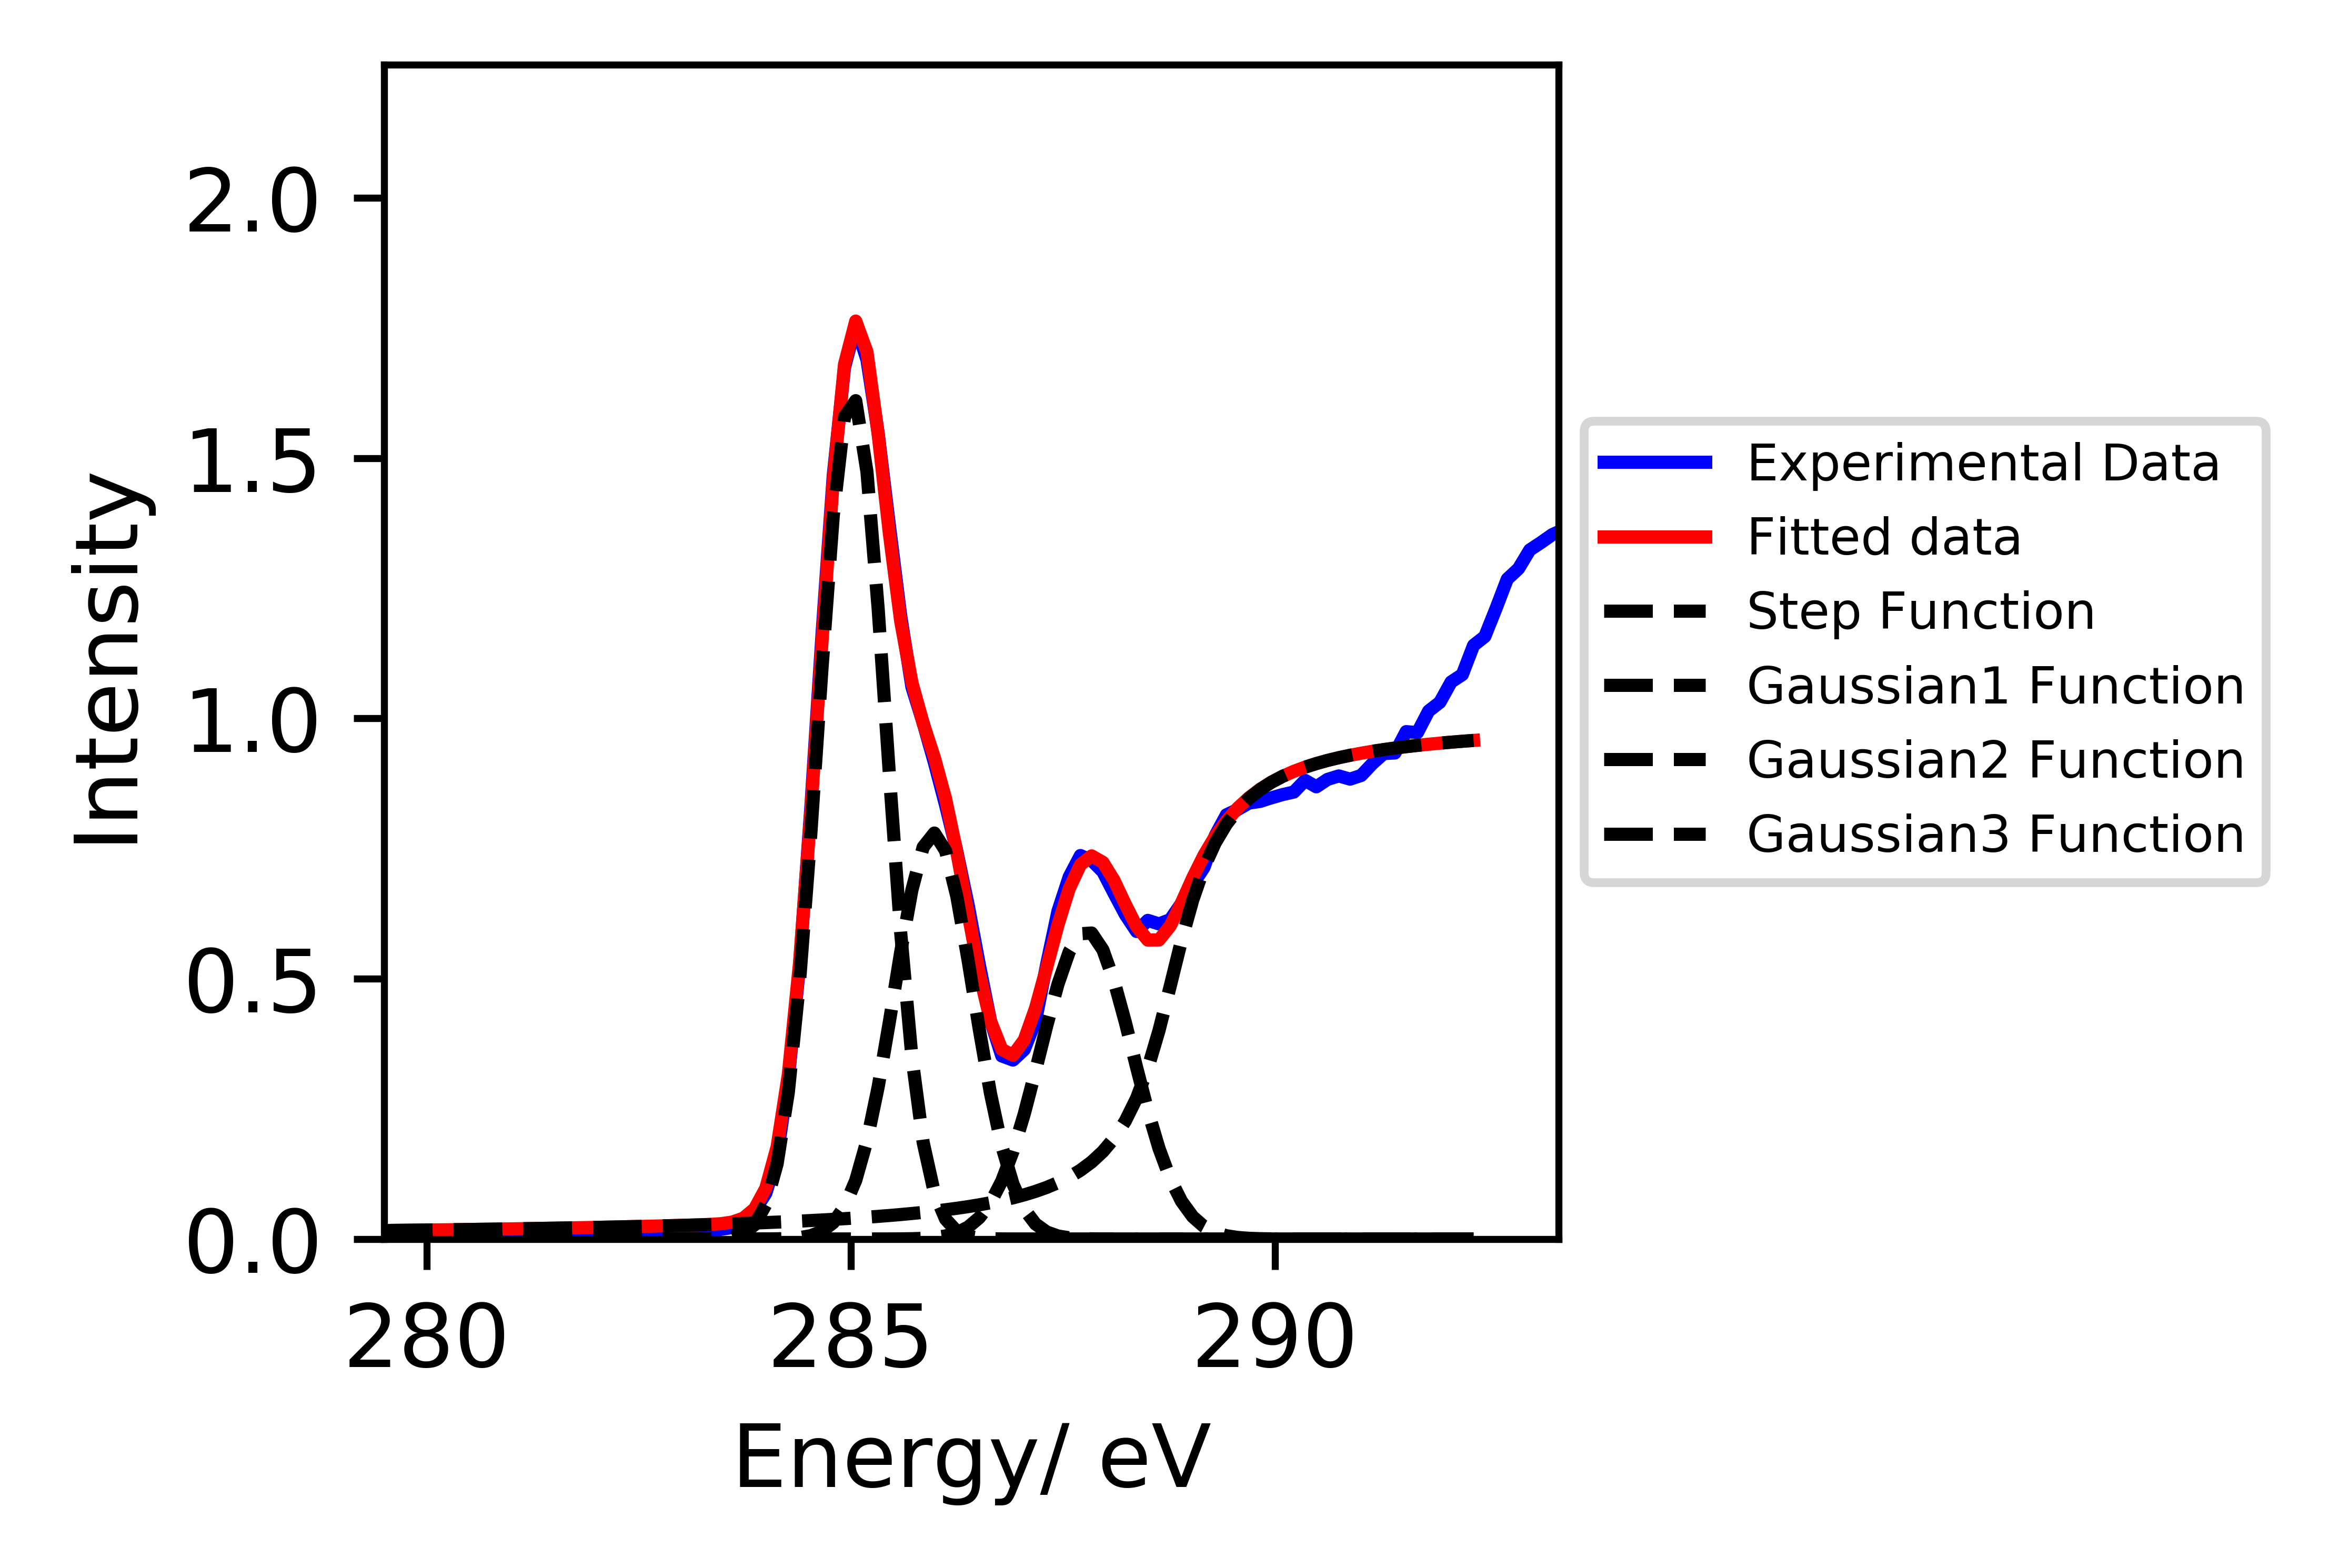 2.0
1.5
1.0
0.5
0.0
280 285 290
Intensity
Energy/ eV
Experimental Data
Fitted data
Step Function
Gaussian1 Function
Gaussian2 Function
Gaussian3 Function